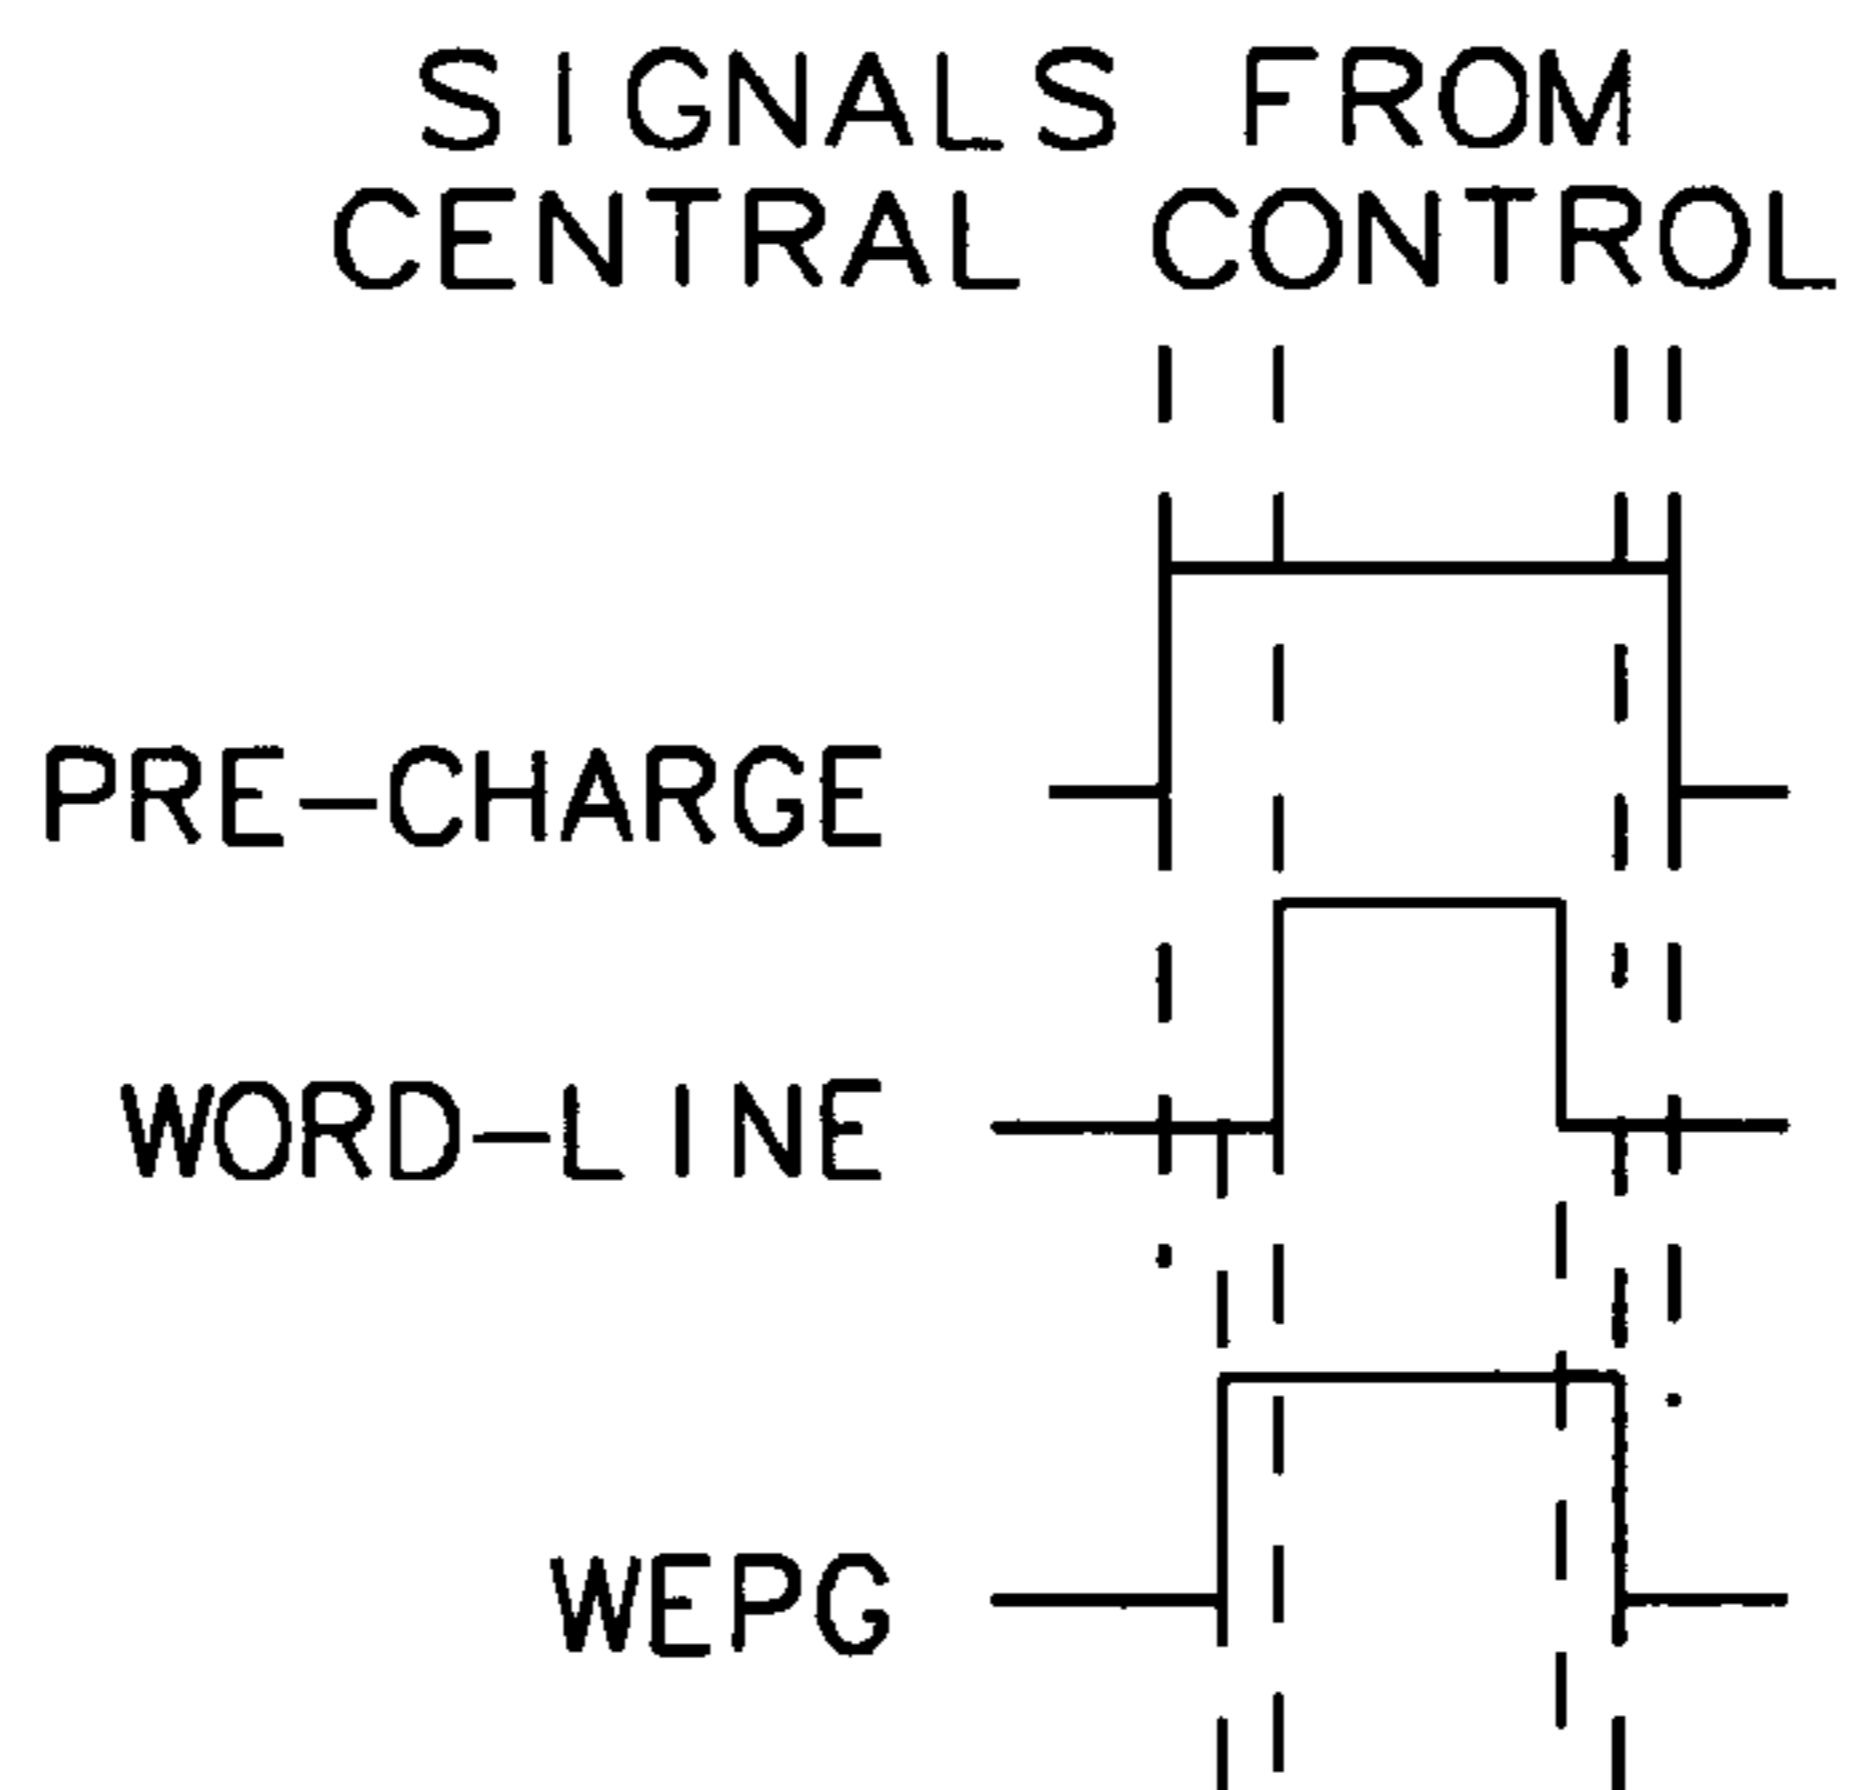 SIGNALS FROM
CENTRAL CONTROL
PRE-CHARGE
WORD-LINE
WEPG